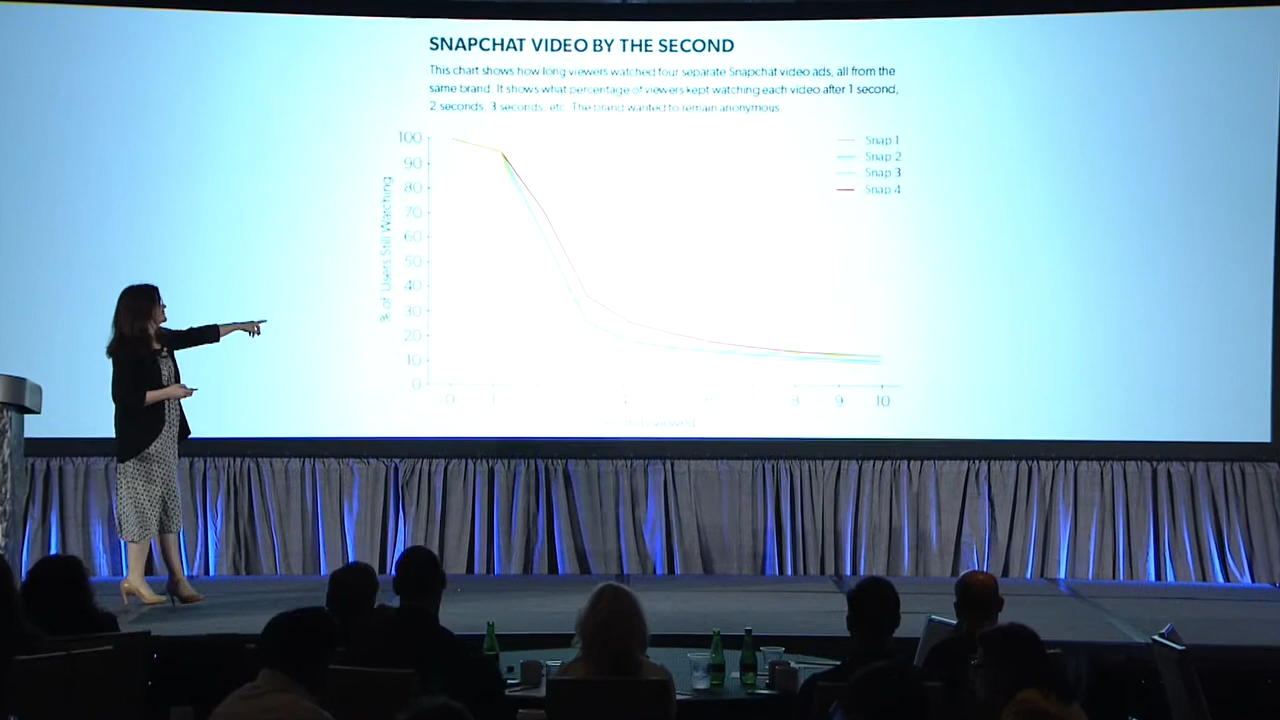 SNAPCHAT VIDEO BY THE SECOND
This chart shows how long viewers watched four separate Snapchat video ads, all from the
same brand. It shows what percentage of viewers kept watching each video after 1 second,
2 seconds, 3 seconds, etc. The brand wanted to remain anonymous.
100
90
80
70
60
50
40
30
20
10
0
% of Users Still Watching
Snap 1
Snap 2
Snap 3
Snap 4
0 1 8 9 10
viewed